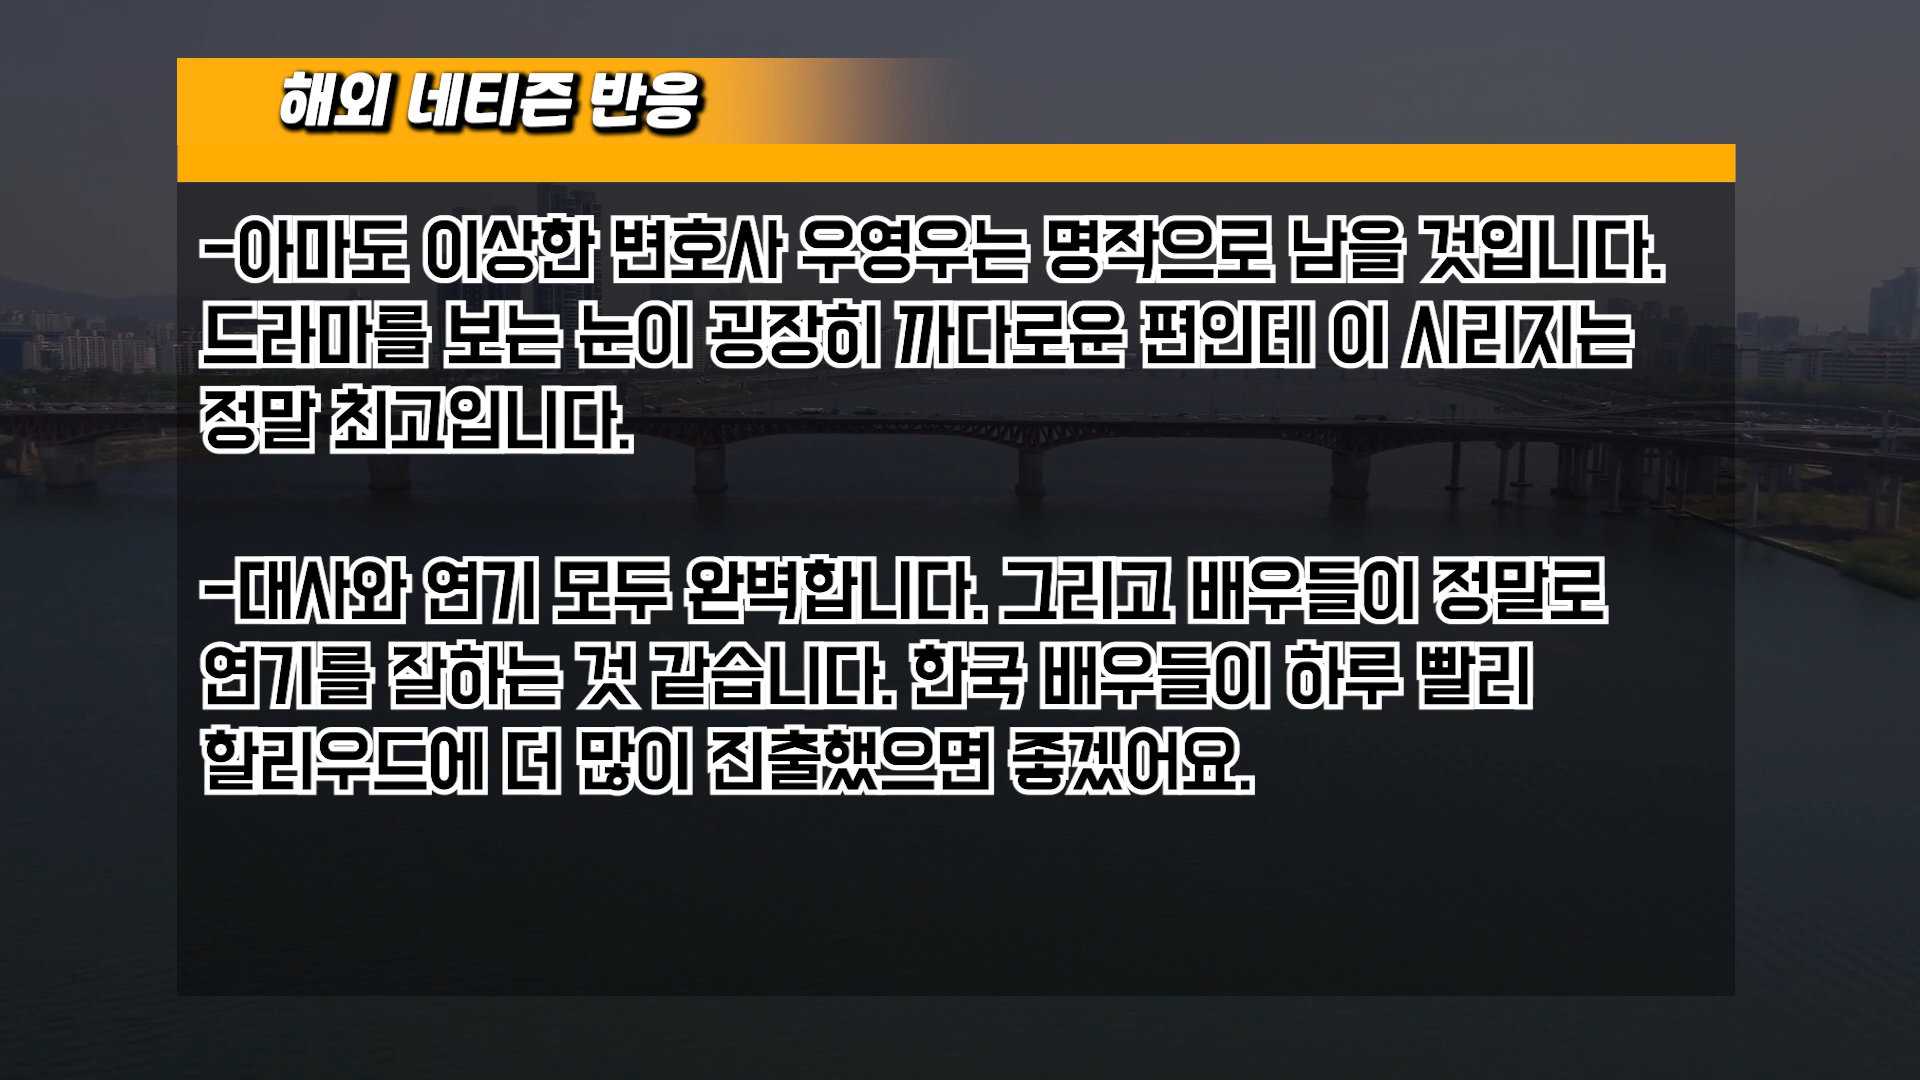 해외 네티즌 반응
-아마도 이상한 변호사 우영우는 명작으로 남을 것입니다.
드라마를 보는 눈이 굉장히 까다로운 편인데 이 시리지는
정말 최고입니다.
-대사와 연기 모두 완벽합니다. 그리고 배우들이 정말로
연기를 잘하는 것 같습니다. 한국 배우들이 하루 빨리
할리우드에 더 많이 진출했으면 좋겠어요.